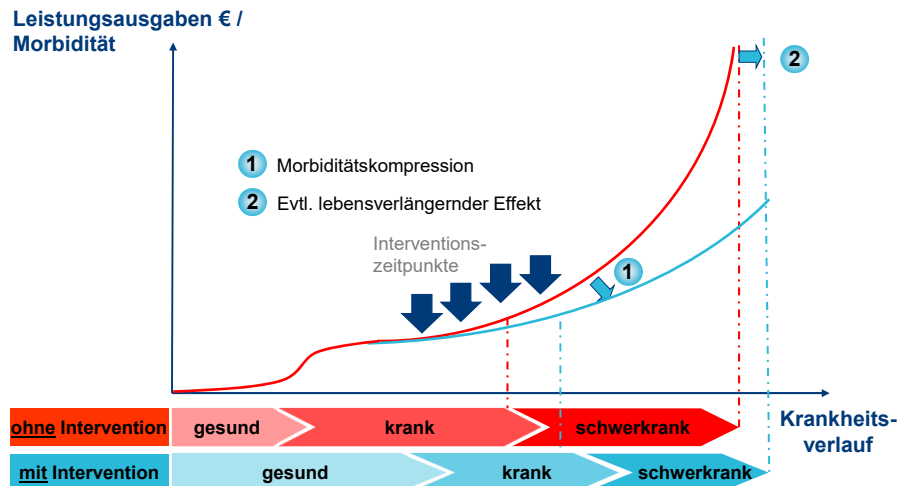 Leistungsausgaben € /
Morbidität
2
1 Morbiditätskompression
2 Evtl. lebensverlängernder Effekt
Interventions-
zeitpunkte
1
Krankheits-
verlauf
ohne Intervention gesund krank schwerkrank
mit Intervention gesund krank schwerkrank